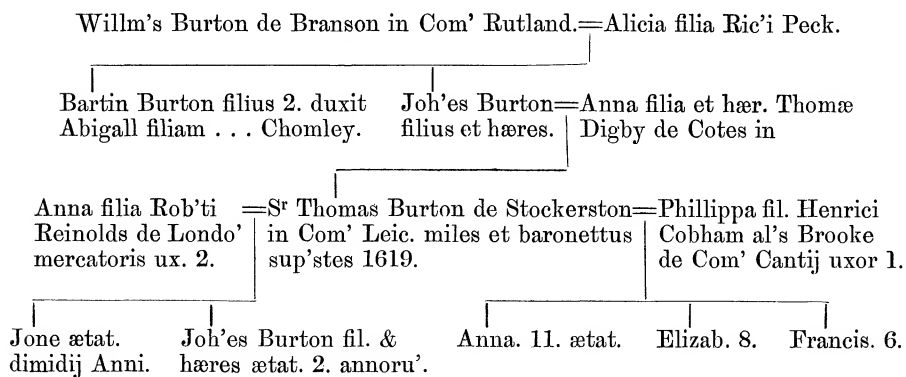 Willm's Burton de Branson in Com' Rutland.=Alicia filia Ric'i Peck.
Bartin Burton filius 2. duxit
Abigall filiam . . . Chomley.
Joh'es Burton=Anna filia et hær. Thomæ
filius et hæres. Digby de Cotes in
Anna filia Rob'ti
Reinolds de Londo'
mercatoris ux. 2.
=Sr Thomas Burton de Stockerston=
in Com' Leic. miles et baronettus
sup'stes 1619.
Phillippa fil. Henrici
Cobham al's Brooke
de Com' Cantij uxor 1.
Jone ætat.
dimidij Anni.
Joh'es Burton fil. &
hæres ætat. 2. annoru'.
Anna. 11. ætat.
Elizab. 8.
Francis. 6.